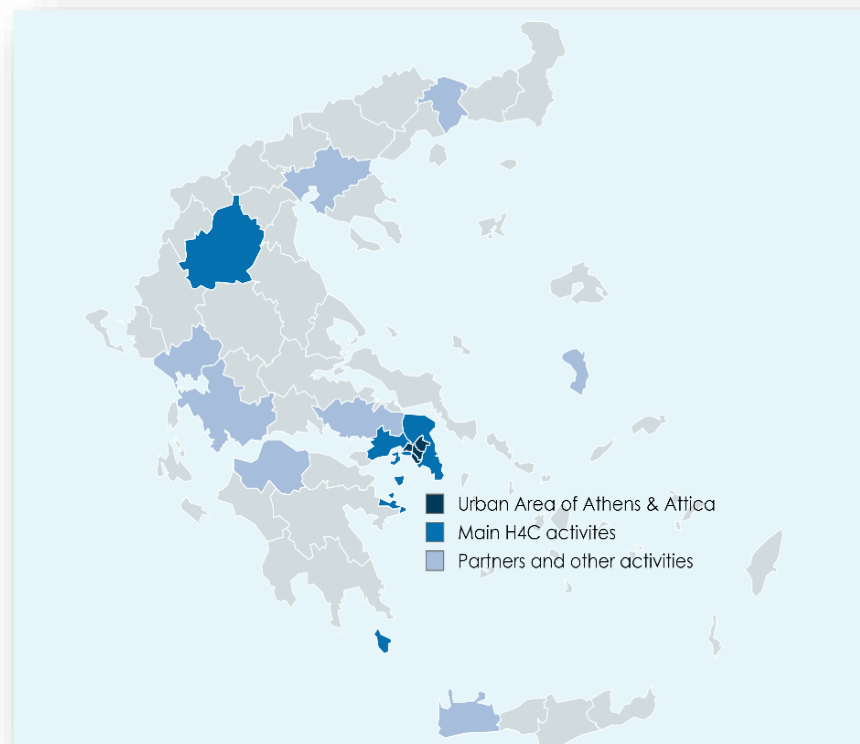 Urban Area of Athens & Attica
Main H4C activites
Partners and other activities